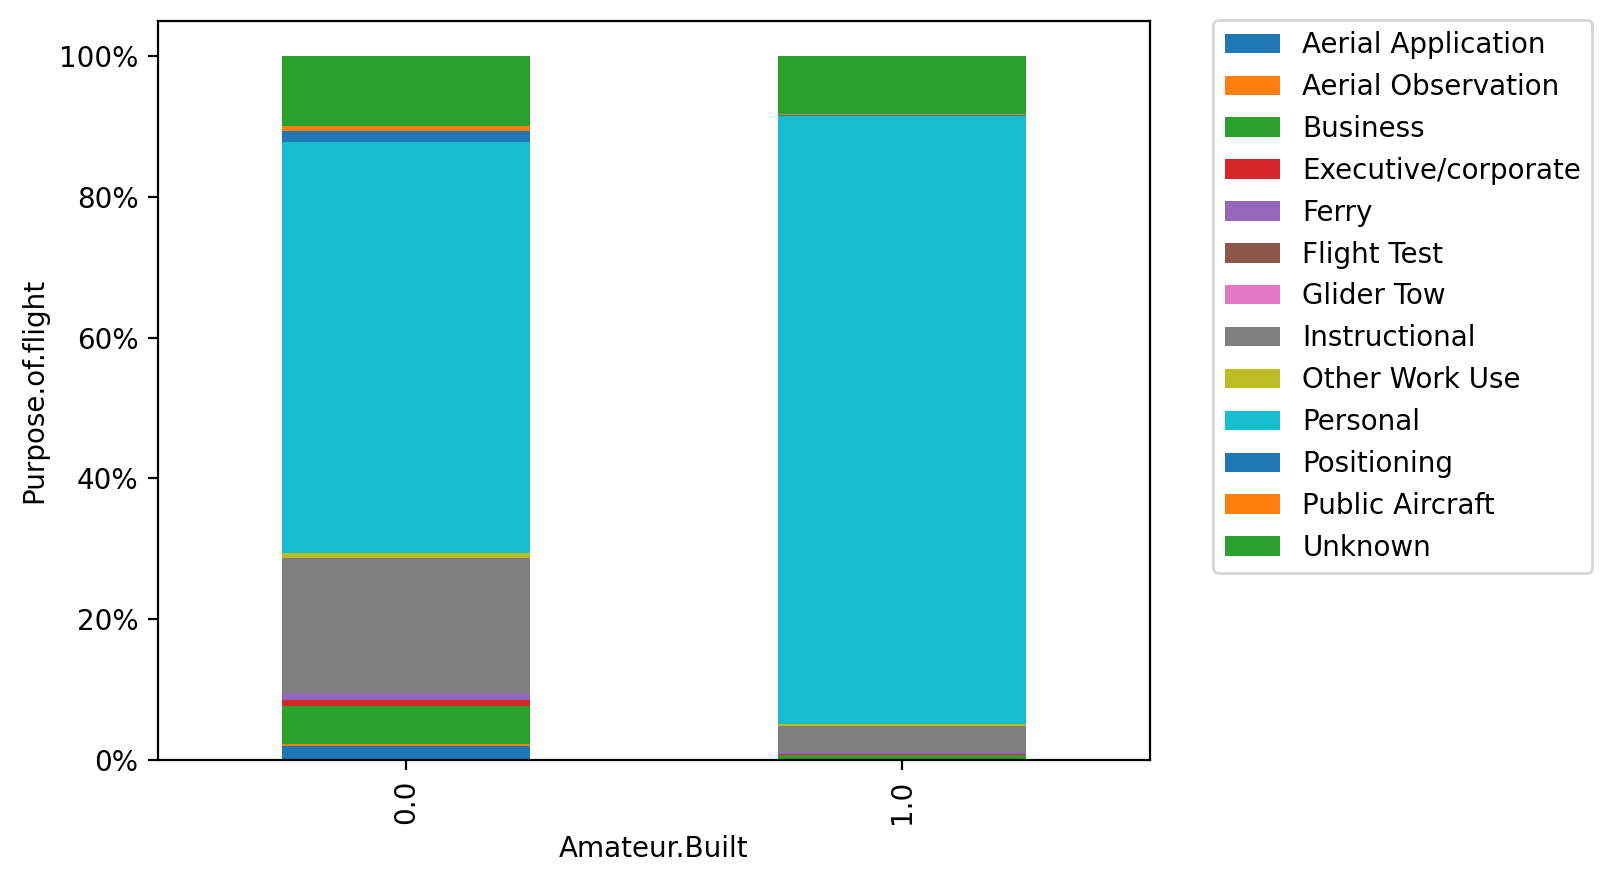 100%
80%
60%
40%
20%
0%
Purpose.of.flight
0.0
1.0
Amateur.Built
Aerial Application
Aerial Observation
Business
Executive/corporate
Ferry
Flight Test
Glider Tow
Instructional
Other Work Use
Personal
Positioning
Public Aircraft
Unknown